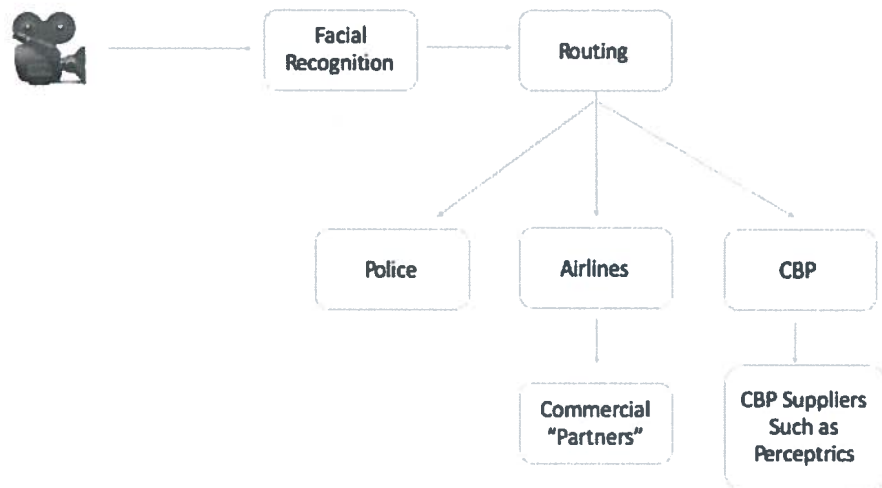 Facial
Recognition
Routing
Police
Airlines
CBP
Commercial
"Partners"
CBP Suppliers
Such as
Perceptrics